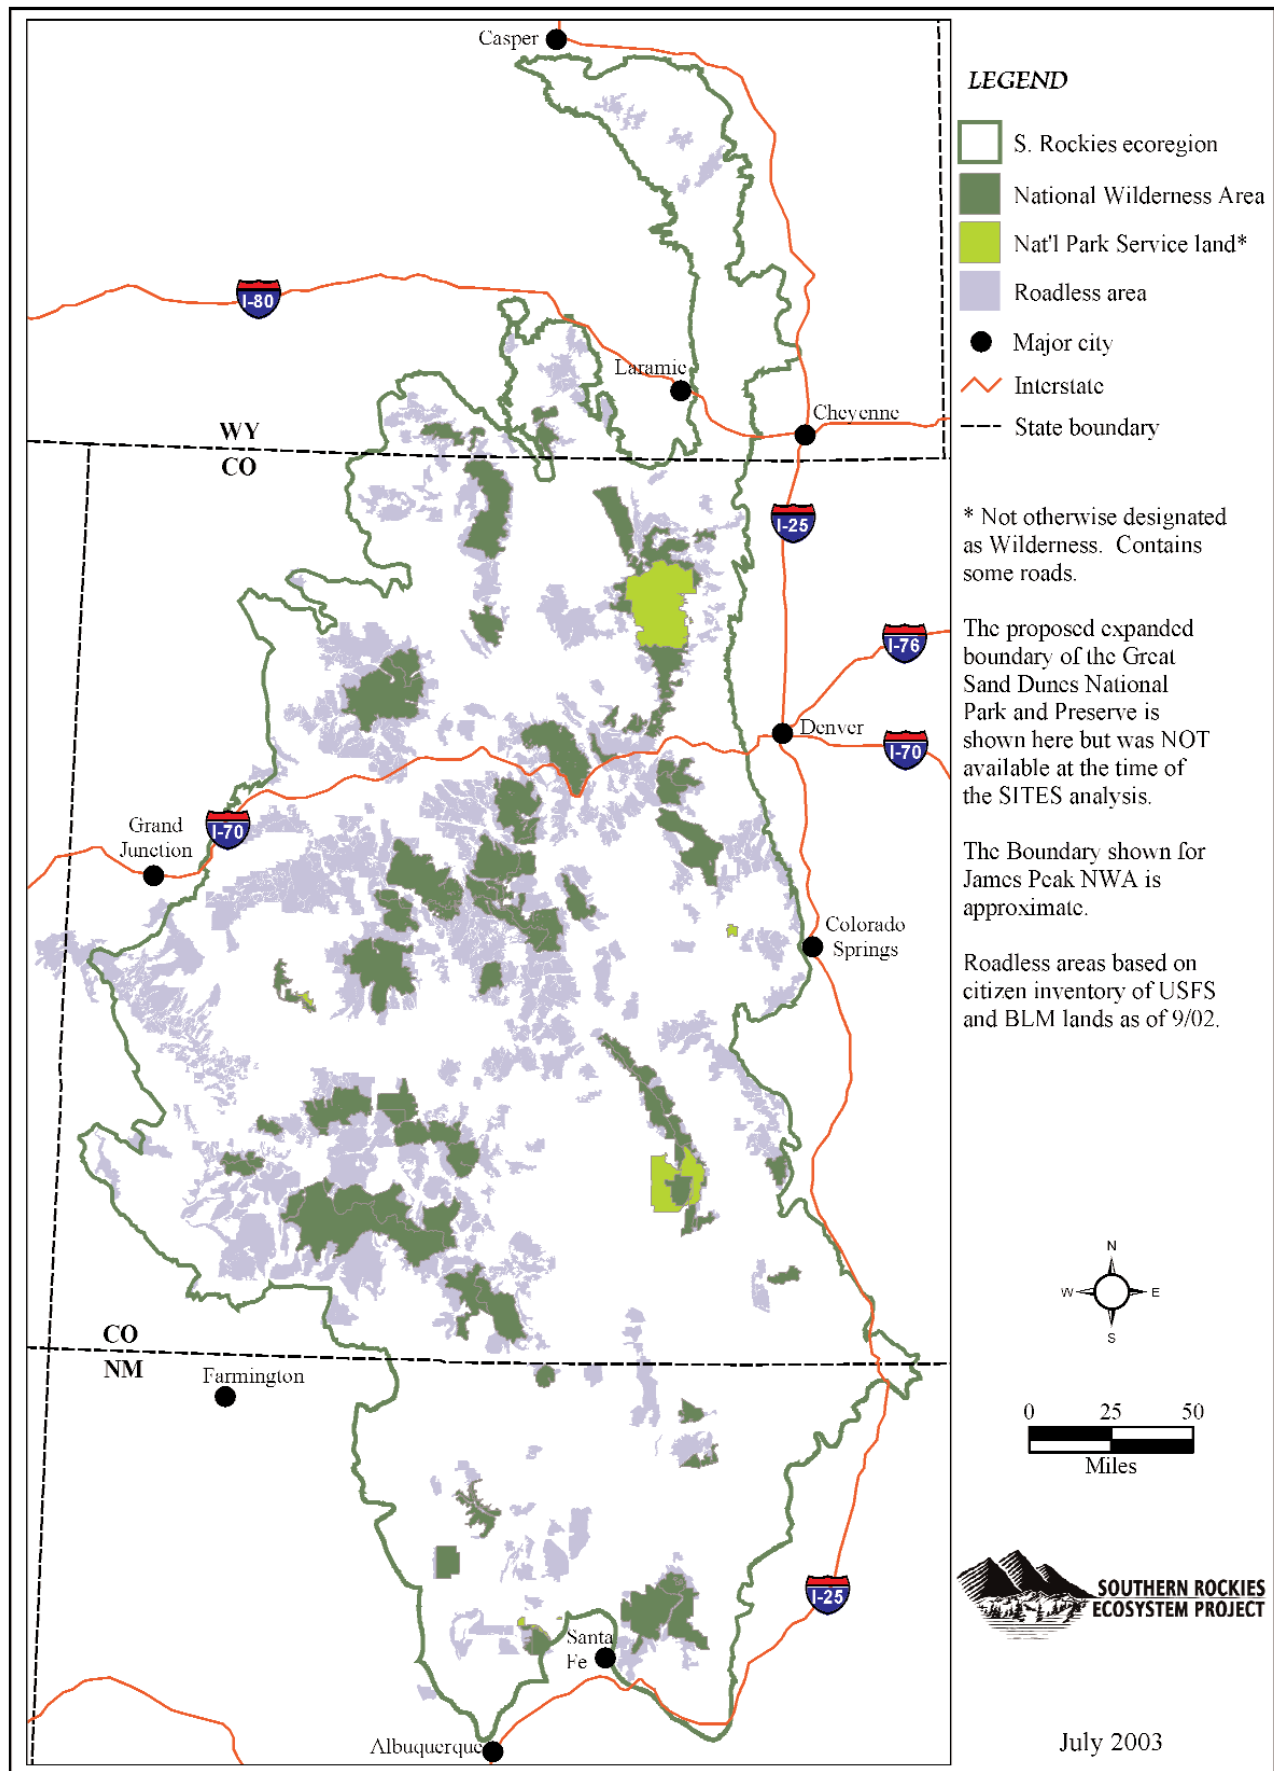 Casper
I-80
Laramie
Cheyenne
WY
CO
I-25
I-76
Denver
I-70
Grand
Junction
I-70
Colorado
Springs
CO
NM
Farmington
I-25
Santa
Fe
Albuquerque
LEGEND
S. Rockies ecoregion
National Wilderness Area
Nat'l Park Service land*
Roadless area
Major city
Interstate
State boundary
* Not otherwise designated
as Wilderness. Contains
some roads.
The proposed expanded
boundary of the Great
Sand Dunes National
Park and Preserve is
shown here but was NOT
available at the time of
the SITES analysis.
The Boundary shown for
James Peak NWA is
approximate.
Roadless areas based on
citizen inventory of USFS
and BLM lands as of 9/02.
N
W E
S
0 25 50
Miles
SOUTHERN ROCKIES
ECOSYSTEM PROJECT
July 2003